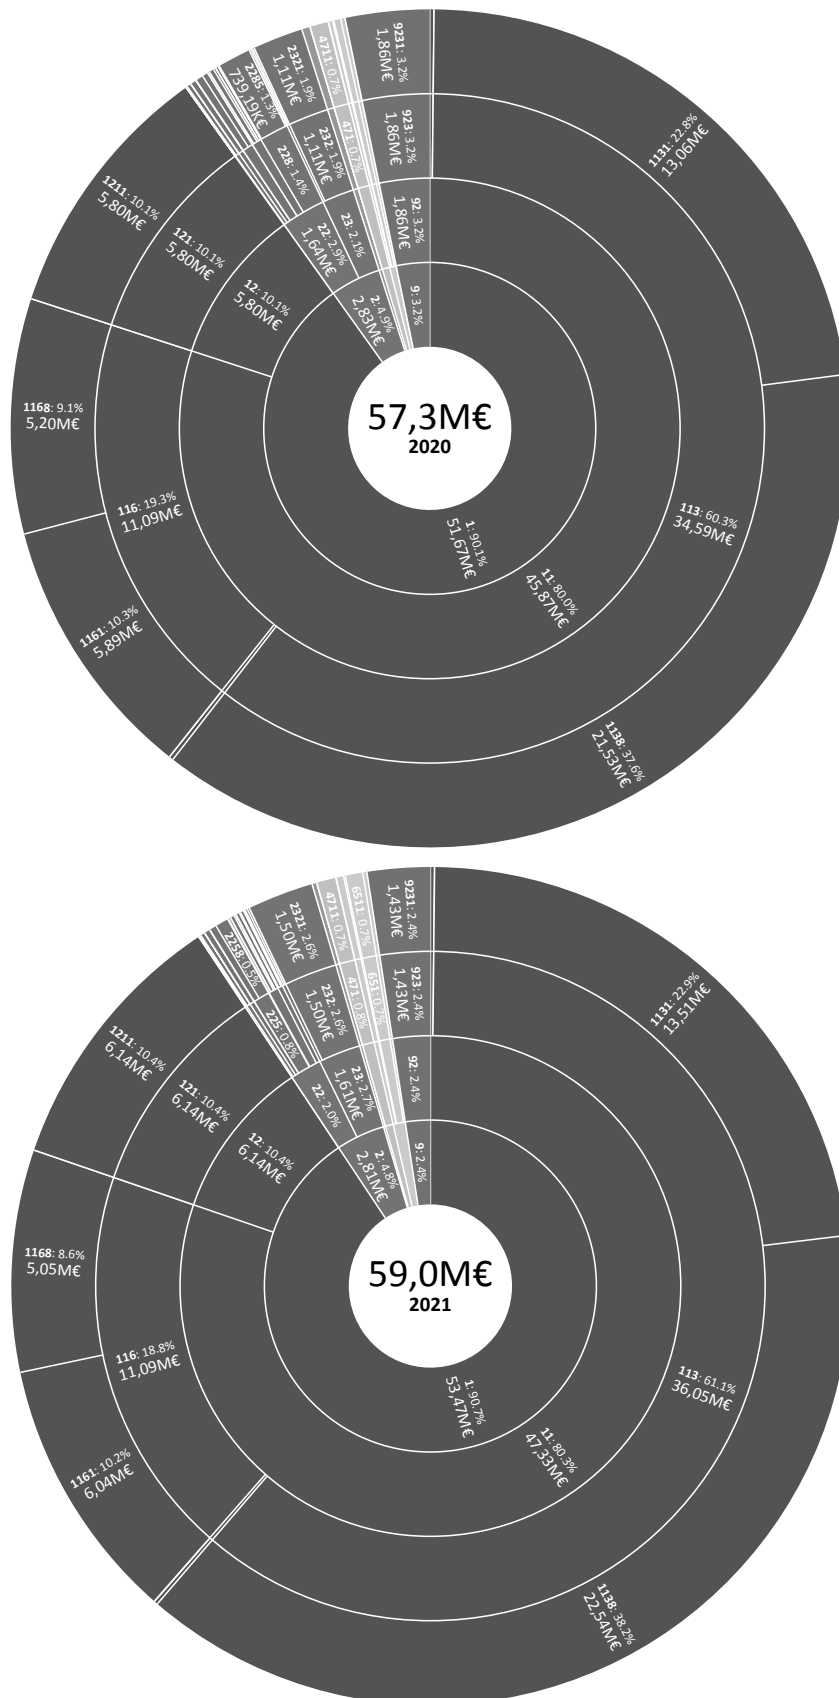 9231: 3.2%
1,86M€
4711: 0.7%
2321: 1.9%
1,11M€
2285: 1.3%
739,19K€
923: 3.2%
1,86M€
471: 0.7%
232: 1.9%
1,11M€
228: 1.4%
92: 3.2%
1,86M€
23: 2.1%
22: 2.9%
1,64M€
9: 3.2%
2: 4.9%
2,83M€
1131: 22.8%
13,06M€
1211: 10.1%
5,80M€
121: 10.1%
5,80M€
12: 10.1%
5,80M€
1168: 9.1%
5,20M€
57,3M€
2020
116: 19.3%
11,09M€
113: 60.3%
34,59M€
1: 90.1%
51,67M€
11: 80.0%
45,87M€
1161: 10.3%
5,89M€
1138: 37.6%
21,53M€
9231: 2.4%
1,43M€
6511: 0.7%
4711: 0.7%
2321: 2.6%
1,50M€
2258: 0.5%
923: 2.4%
1,43M€
651: 0.7%
471: 0.8%
232: 2.6%
1,50M€
225: 0.8%
92: 2.4%
23: 2.7%
1,61M€
22: 2.0%
9: 2.4%
2: 4.8%
2,81M€
1131: 22.9%
13,51M€
1211: 10.4%
6,14M€
121: 10.4%
6,14M€
12: 10.4%
6,14M€
1168: 8.6%
5,05M€
59,0M€
2021
116: 18.8%
11,09M€
113: 61.1%
36,05M€
1: 90.7%
53,47M€
11: 80.3%
47,33M€
1161: 10.2%
6,04M€
1138: 38.2%
22,54M€